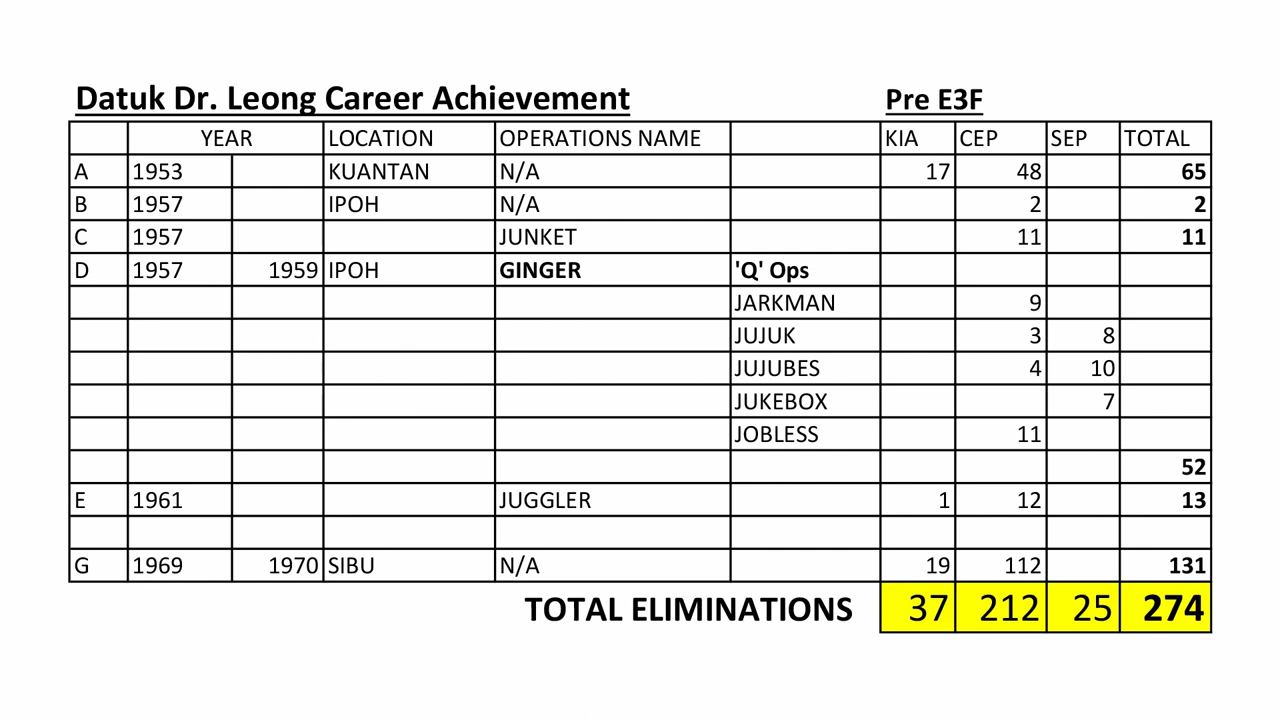 Datuk Dr. Leong Career Achievement Pre E3F
YEAR LOCATION OPERATIONS NAME KIA CEP SEP TOTAL
A 1953 KUANTAN N/A 17 48 65
B 1957 IPOH N/A 2 2
C 1957 JUNKET 11 11
D 1957 1959 IPOH GINGER 'Q' Ops
JARKMAN 9
JUJUK 3 8
JUJUBES 4 10
JUKEBOX 7
JOBLESS 11
52
E 1961 JUGGLER 1 12 13
G 1969 1970 SIBU N/A 19 112 131
TOTAL ELIMINATIONS 37 212 25 274